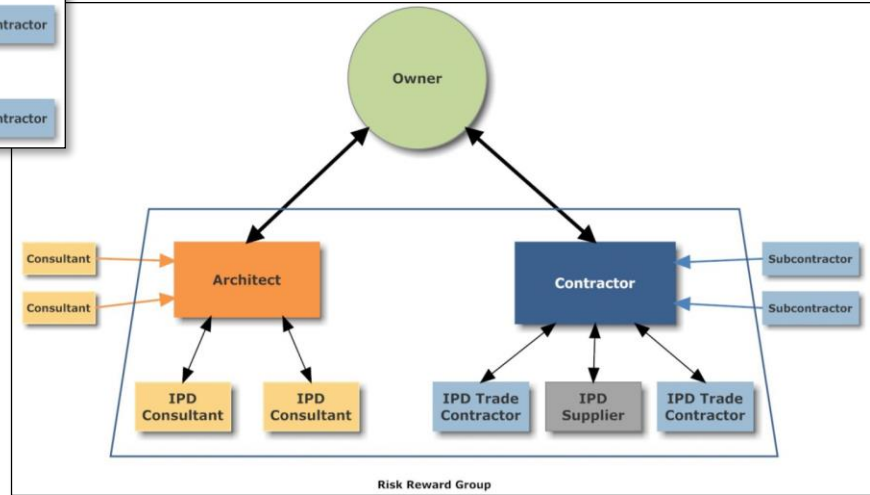 ntractor
ntractor
Owner
Consultant
Consultant
Architect
Contractor
Subcontractor
Subcontractor
IPD
Consultant
IPD
Consultant
IPD Trade
Contractor
IPD
Supplier
IPD Trade
Contractor
Risk Reward Group